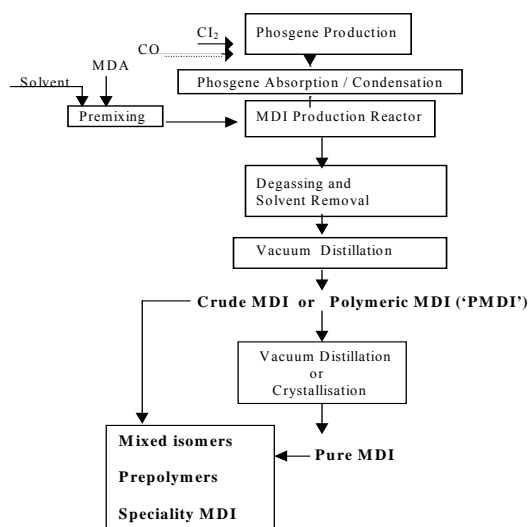 Cl₂
Phosgene Production
CO
MDA
Phosgene Absorption / Condensation
Solvent
Premixing
MDI Production Reactor
Degassing and
Solvent Removal
Vacuum Distillation
Crude MDI or Polymeric MDI (‘PMDI’)
Vacuum Distillation
or
Crystallisation
Mixed isomers
Pure MDI
Prepolymers
Speciality MDI